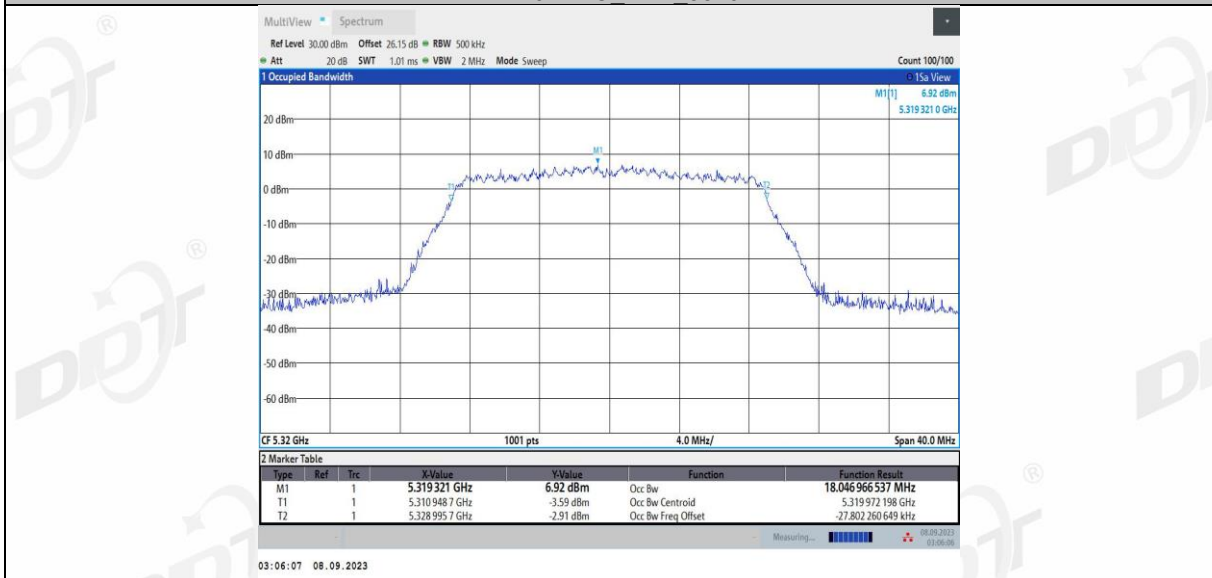 MultiView Spectrum
Ref Level 30.00 dBm Offset 26.15 dB RBW 500 kHz
Att 20 dB SWT 1.01 ms VBW 2 MHz Mode Sweep Count 100/100
1 Occupied Bandwidth 1Sa View
M1[1] 6.92 dBm
5.319 321 0 GHz
20 dBm
M1
10 dBm
T1 T2
0 dBm
-10 dBm
-20 dBm
-30 dBm
-40 dBm
-50 dBm
-60 dBm
CF 5.32 GHz 1001 pts 4.0 MHz/ Span 40.0 MHz
2 Marker Table
Type Ref Trc X-Value Y-Value Function Function Result
M1 1 5.319 321 GHz 6.92 dBm Occ Bw 18.046 966 537 MHz
T1 1 5.310 948 7 GHz -3.59 dBm Occ Bw Centroid 5.319 972 198 GHz
T2 1 5.328 995 7 GHz -2.91 dBm Occ Bw Freq Offset -27.802 260 649 kHz
Measuring... 08.09.2023
03:06:06
03:06:07 08.09.2023
DDT
®